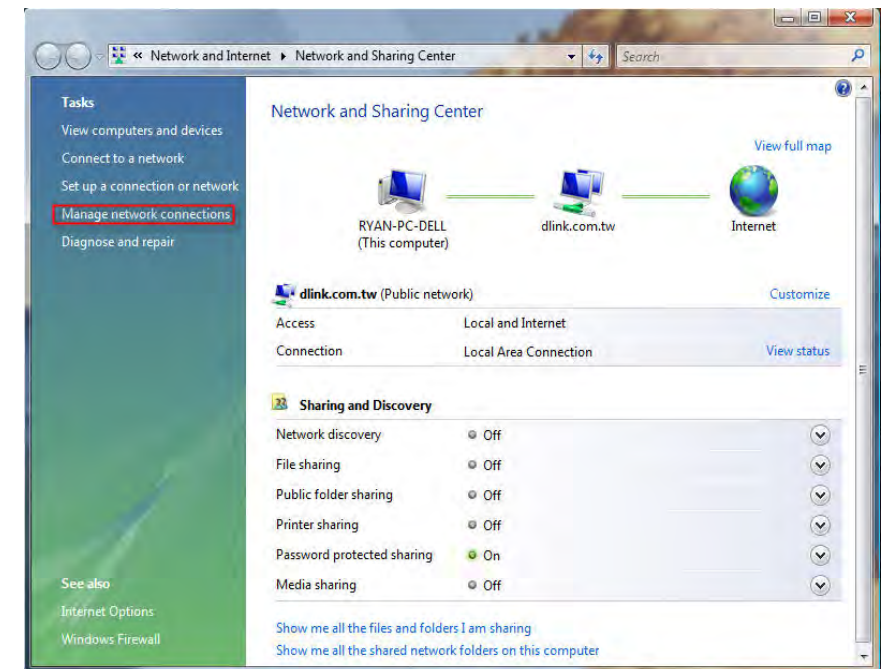 « Network and Internet ▸ Network and Sharing Center
Search
Tasks
View computers and devices
Connect to a network
Set up a connection or network
Manage network connections
Diagnose and repair
See also
Internet Options
Windows Firewall
Network and Sharing Center
View full map
RYAN-PC-DELL
(This computer)
dlink.com.tw
Internet
dlink.com.tw (Public network)
Customize
Access Local and Internet
Connection Local Area Connection View status
Sharing and Discovery
Network discovery Off
File sharing Off
Public folder sharing Off
Printer sharing Off
Password protected sharing On
Media sharing Off
Show me all the files and folders I am sharing
Show me all the shared network folders on this computer